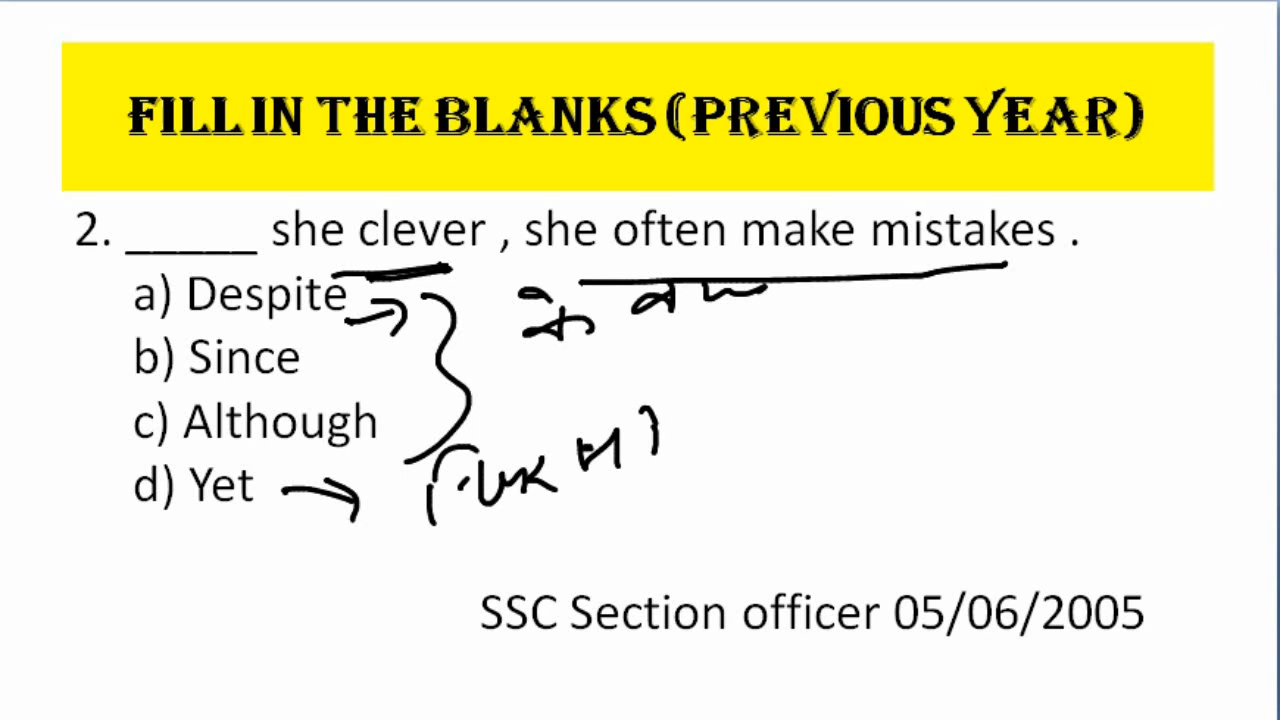 FILL IN THE BLANKS (PREVIOUS YEAR)
2. _____ she clever , she often make mistakes .
a) Despite
b) Since
c) Although
d) Yet
SSC Section officer 05/06/2005